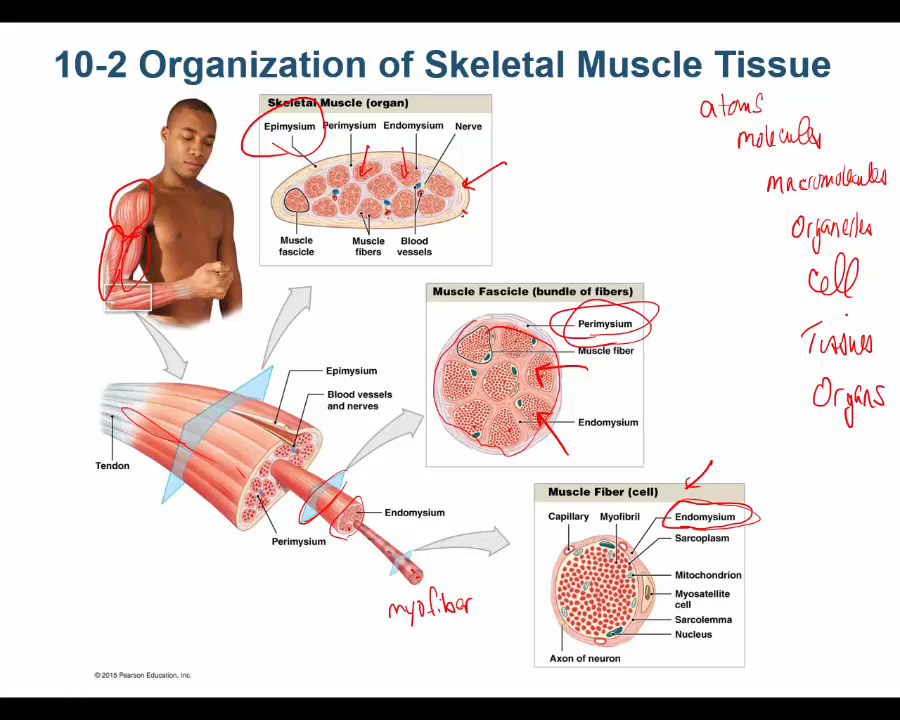 10-2 Organization of Skeletal Muscle Tissue
Skeletal Muscle (organ)
Epimysium Perimysium Endomysium Nerve
Muscle fascicle
Muscle fibers
Blood vessels
atoms
molecules
macromolecules
Organelles
Cell
Tissues
Organs
Muscle Fascicle (bundle of fibers)
Perimysium
Muscle fiber
Endomysium
Epimysium
Blood vessels
and nerves
Tendon
Endomysium
Perimysium
myofiber
Muscle Fiber (cell)
Capillary Myofibril Endomysium
Sarcoplasm
Mitochondrion
Myosatellite
cell
Sarcolemma
Nucleus
Axon of neuron
© 2015 Pearson Education, Inc.